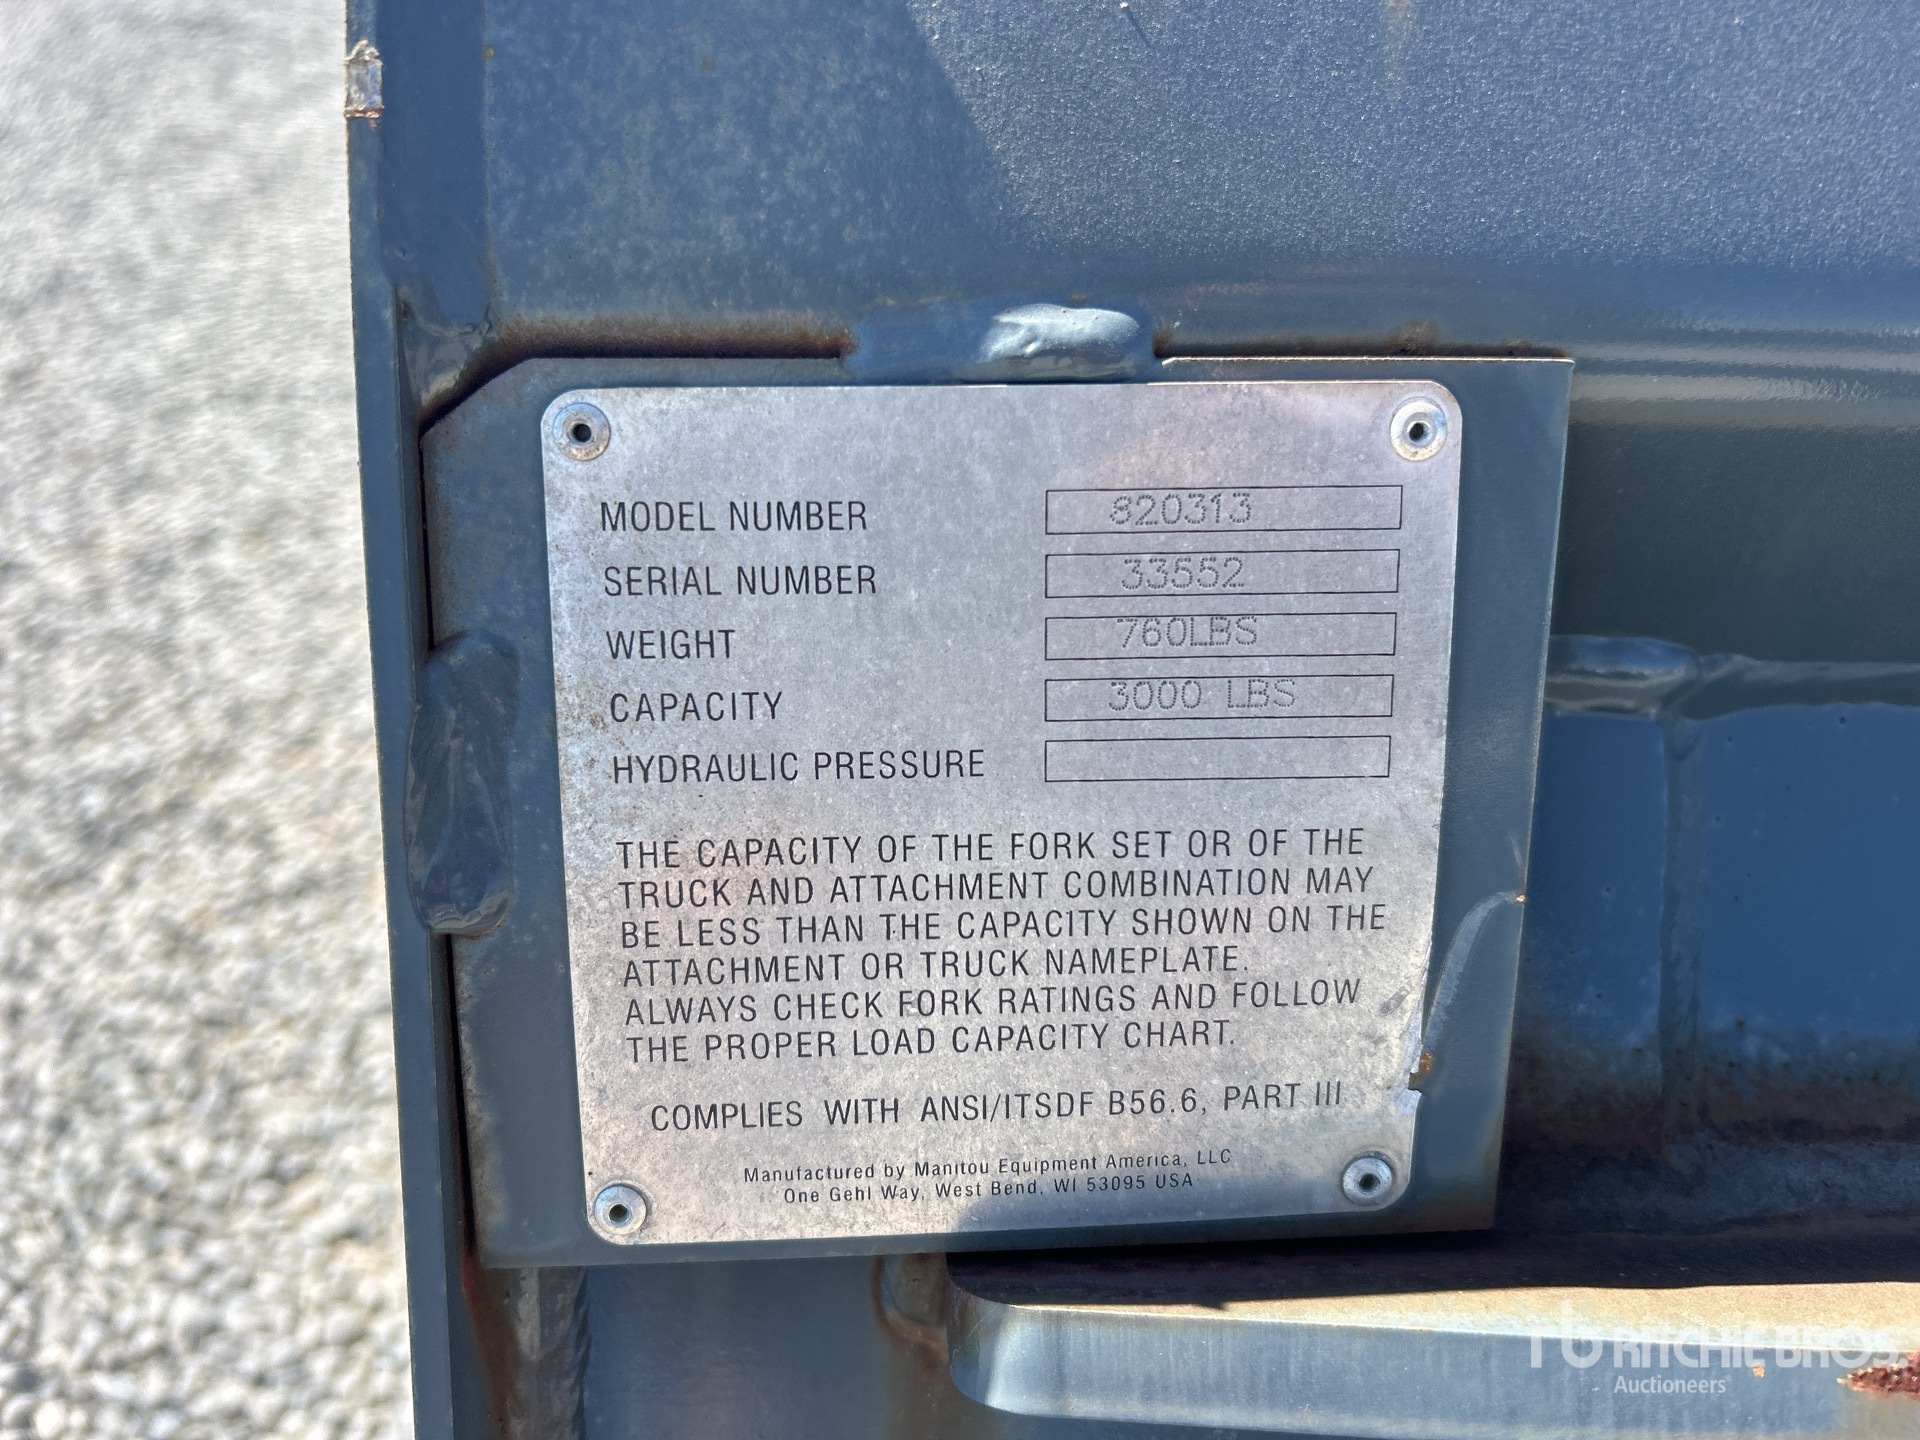 MODEL NUMBER 820313
SERIAL NUMBER 33552
WEIGHT 760LBS
CAPACITY 3000 LBS
HYDRAULIC PRESSURE
THE CAPACITY OF THE FORK SET OR OF THE
TRUCK AND ATTACHMENT COMBINATION MAY
BE LESS THAN THE CAPACITY SHOWN ON THE
ATTACHMENT OR TRUCK NAMEPLATE.
ALWAYS CHECK FORK RATINGS AND FOLLOW
THE PROPER LOAD CAPACITY CHART.
COMPLIES WITH ANSI/ITSDF B56.6, PART III
Manufactured by Manitou Equipment America, LLC
One Gehl Way, West Bend, WI 53095 USA
rb RITCHIE BROS.
Auctioneers